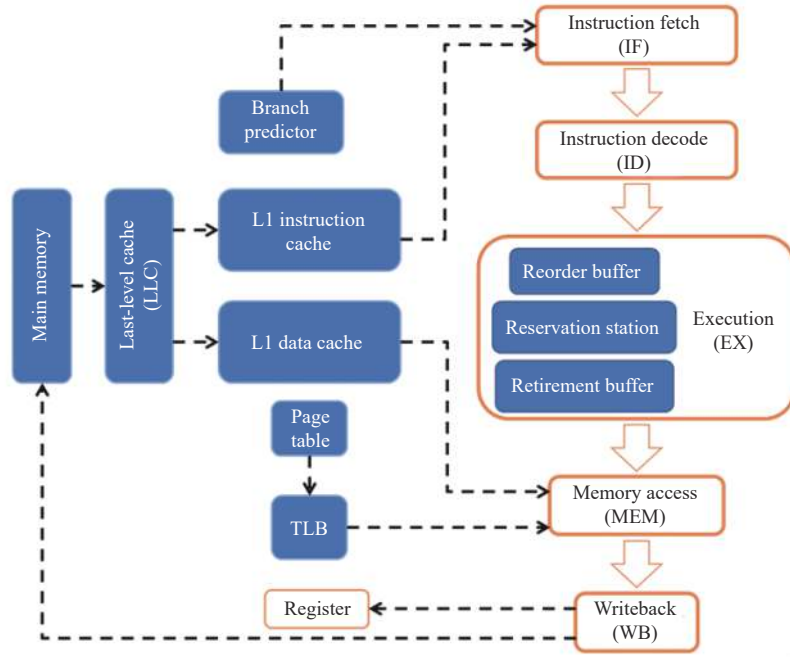 Instruction fetch
(IF)
Branch
predictor
Instruction decode
(ID)
Main memory
Last-level cache
(LLC)
L1 instruction
cache
L1 data cache
Reorder buffer
Reservation station
Retirement buffer
Execution
(EX)
Page
table
TLB
Memory access
(MEM)
Register
Writeback
(WB)